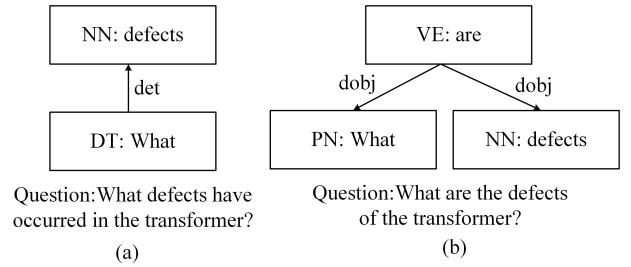 NN: defects
det
DT: What
Question:What defects have
occurred in the transformer?
(a)
VE: are
dobj
dobj
PN: What
NN: defects
Question:What are the defects
of the transformer?
(b)